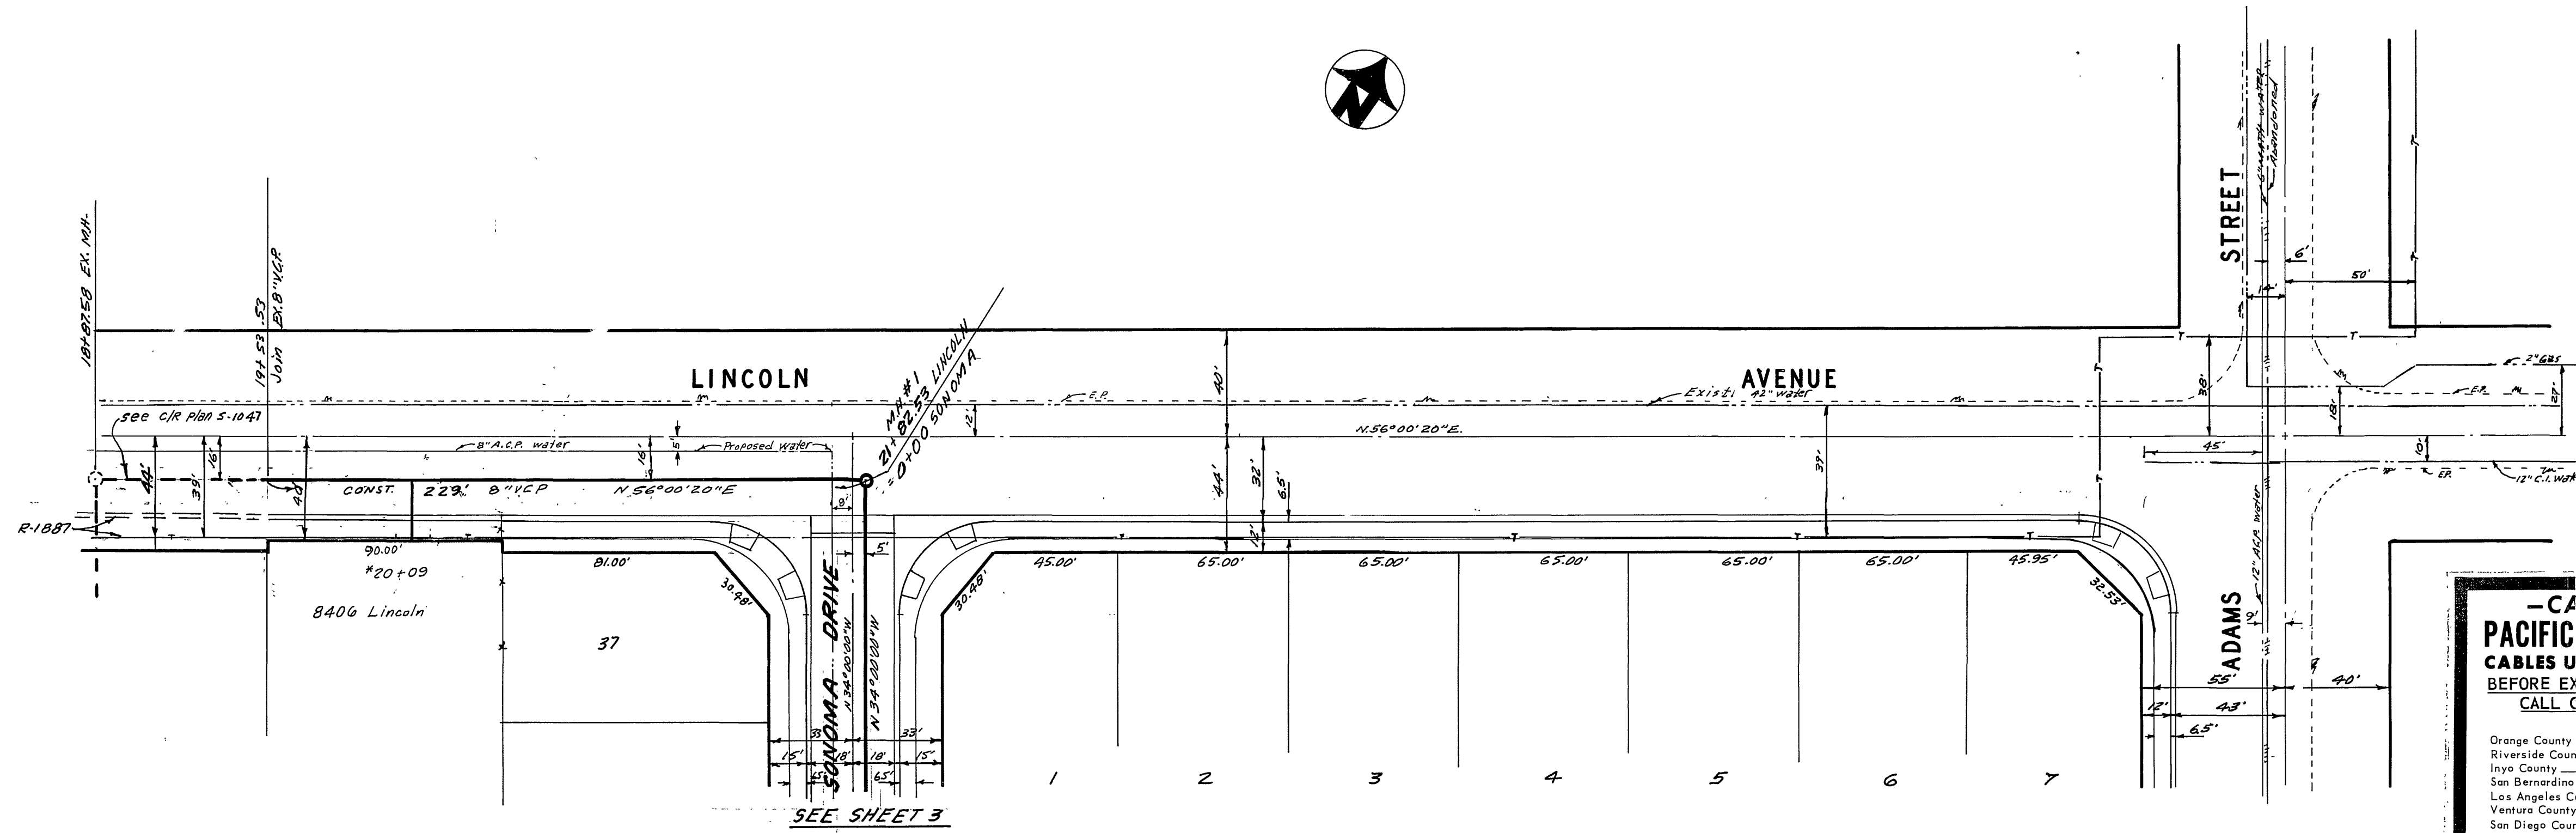 N
18+87.58 EX. M.H.
19+53.53
Join EX. 8" V.C.P.
see C/R Plan S-1047
R-1887
LINCOLN
AVENUE
M.H. #1
21+82.53 LINCOLN
= 0+00 SONOMA
E.P.
42" water
N.56°00'20"E.
8" A.C.P. water
Proposed water
CONST. 229' 8" VCP N 56°00'20"E
44'
39'
16'
40'
16'
5'
12'
40'
44'
32'
6.5'
12'
39'
38'
8'
5'
90.00'
*20+09
8406 Lincoln
81.00'
37
30.48'
30.48'
SONOMA DRIVE
N 34°00'00"W
N 34°00'00"W
33'
33'
15'
18'
18'
15'
6.5'
6.5'
SEE SHEET 3
45.00'
65.00'
65.00'
65.00'
65.00'
65.00'
45.95'
32.53'
1
2
3
4
5
6
7
STREET
ADAMS
Abandoned
6'
14'
50'
2" Gas
E.P.
18'
27'
45'
10'
E.P.
12" C.I. Wat
12" A.C.P. water
9'
55'
40'
12'
43'
6.5'
T
T
T
T
T
T
T
T
T
– CA
PACIFIC
CABLES U
BEFORE EX
CALL C
Orange County
Riverside Coun
Inyo County
San Bernardino
Los Angeles Co
Ventura County
San Diego Coun